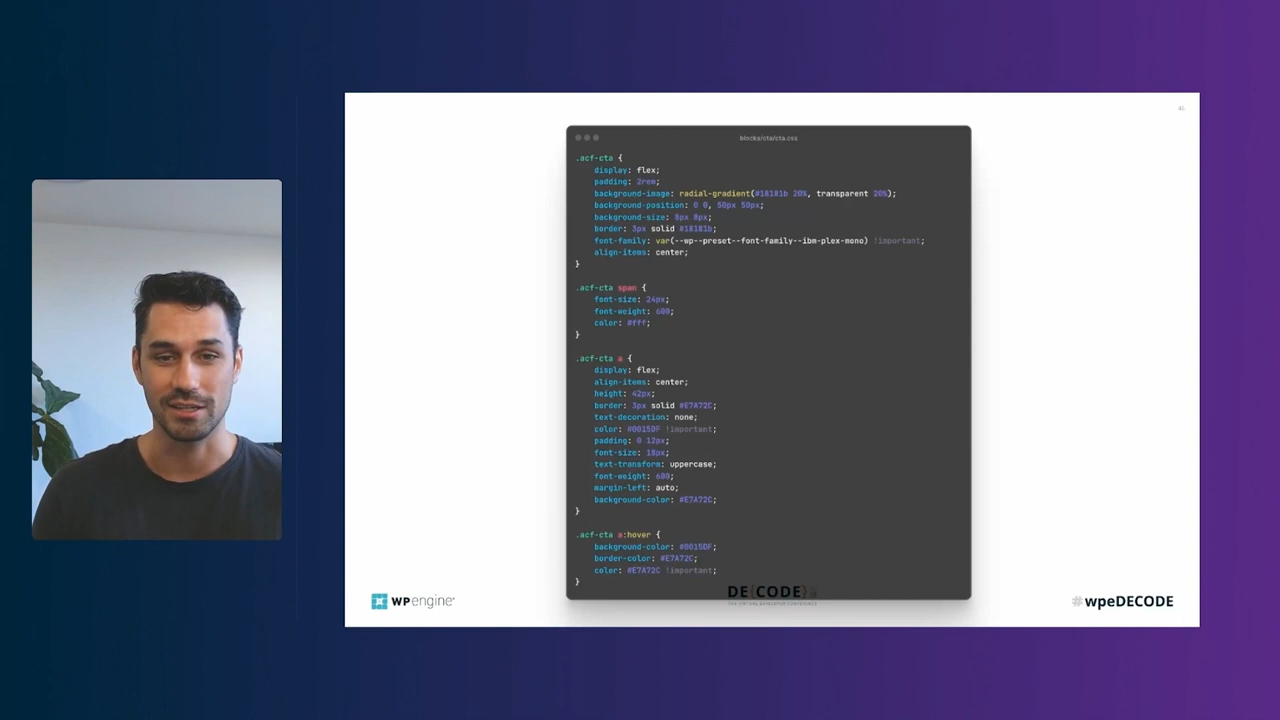 blocks/cta/cta.css
.acf-cta {
display: flex;
padding: 2rem;
background-image: radial-gradient(#18181b 20%, transparent 20%);
background-position: 0 0, 50px 50px;
background-size: 8px 8px;
border: 3px solid #18181b;
font-family: var(--wp--preset--font-family--ibm-plex-mono) !important;
align-items: center;
}
.acf-cta span {
font-size: 24px;
font-weight: 600;
color: #fff;
}
.acf-cta a {
display: flex;
align-items: center;
height: 42px;
border: 3px solid #E7A72C;
text-decoration: none;
color: #0015DF !important;
padding: 0 12px;
font-size: 18px;
text-transform: uppercase;
font-weight: 600;
margin-left: auto;
background-color: #E7A72C;
}
.acf-cta a:hover {
background-color: #0015DF;
border-color: #E7A72C;
color: #E7A72C !important;
}
DE{CODE}
WPengine
#wpeDECODE